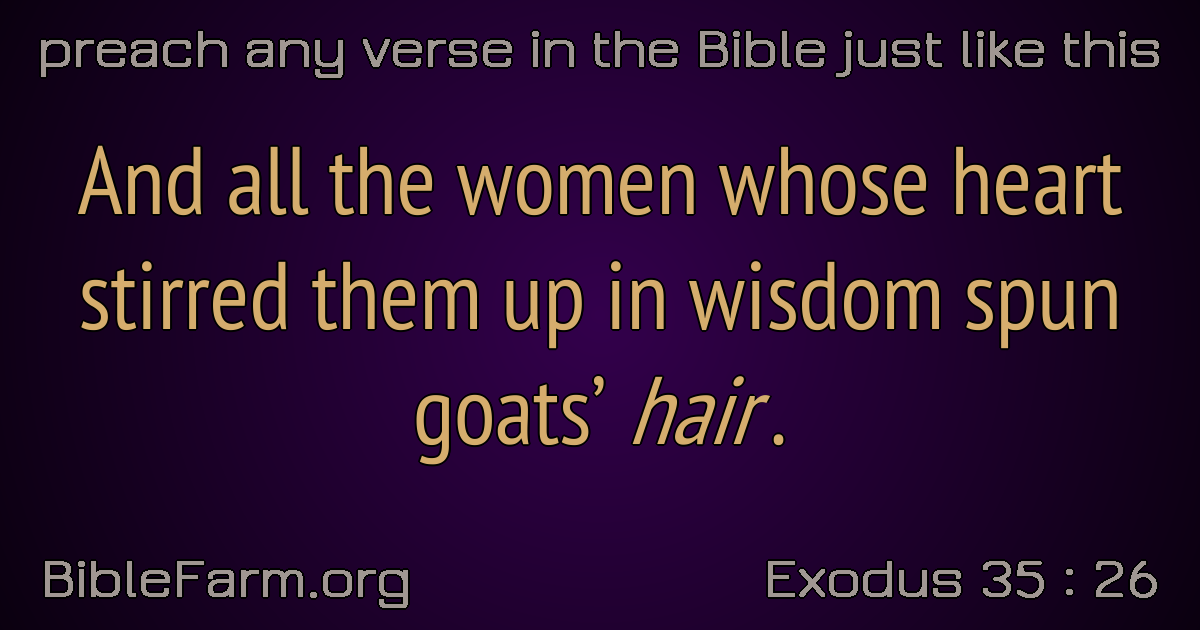 preach any verse in the Bible just like this
And all the women whose heart
stirred them up in wisdom spun
goats’ hair.
BibleFarm.org
Exodus 35 : 26